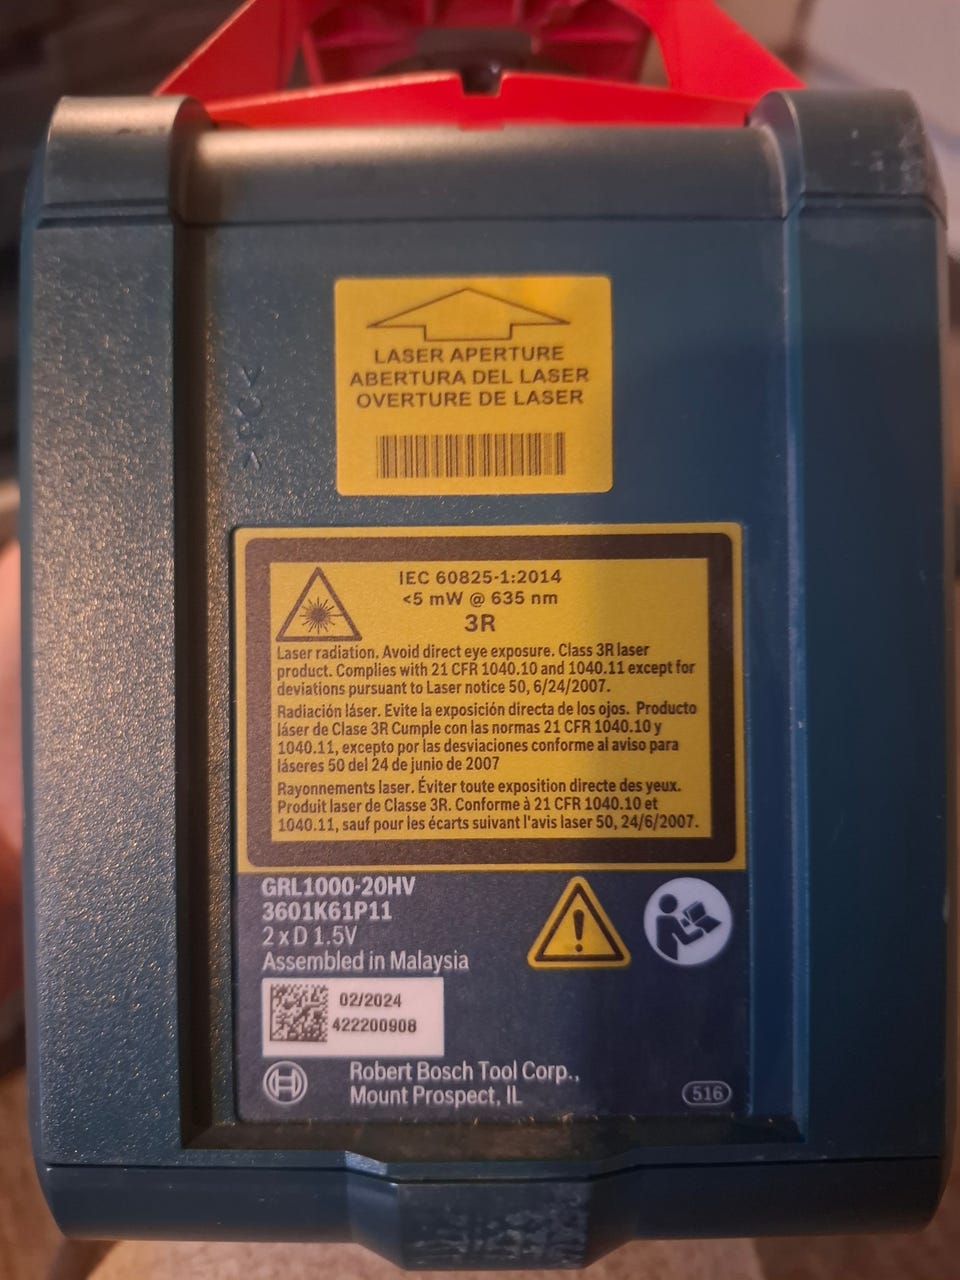 LASER APERTURE
ABERTURA DEL LASER
OVERTURE DE LASER
IEC 60825-1:2014
<5 mW @ 635 nm
3R
Laser radiation. Avoid direct eye exposure. Class 3R laser
product. Complies with 21 CFR 1040.10 and 1040.11 except for
deviations pursuant to Laser notice 50, 6/24/2007.
Radiación láser. Evite la exposición directa de los ojos. Producto
láser de Clase 3R Cumple con las normas 21 CFR 1040.10 y
1040.11, excepto por las desviaciones conforme al aviso para
láseres 50 del 24 de junio de 2007
Rayonnements laser. Éviter toute exposition directe des yeux.
Produit laser de Classe 3R. Conforme à 21 CFR 1040.10 et
1040.11, sauf pour les écarts suivant l'avis laser 50, 24/6/2007.
GRL1000-20HV
3601K61P11
2 x D 1.5V
Assembled in Malaysia
02/2024
422200908
Robert Bosch Tool Corp.,
Mount Prospect, IL
516